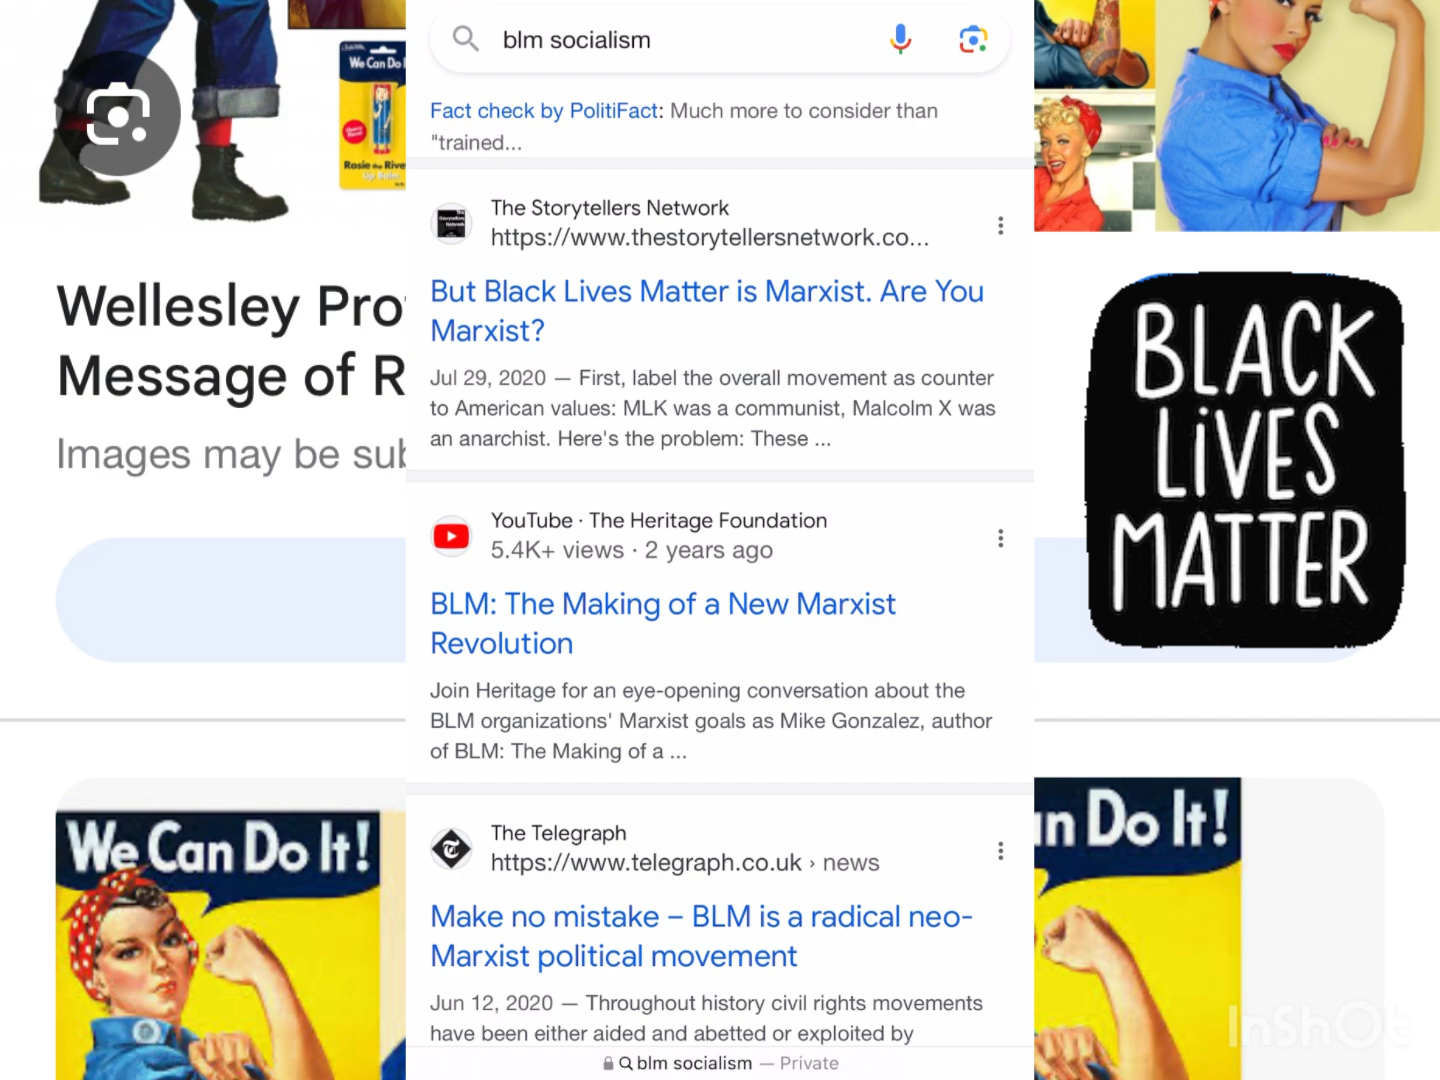 We Can Do I
Rosie the Rive
Lip Balm
Wellesley Pro
Message of R
Images may be sub
We Can Do It!
blm socialism
Fact check by PolitiFact: Much more to consider than
"trained...
The Storytellers Network
https://www.thestorytellersnetwork.co...
But Black Lives Matter is Marxist. Are You
Marxist?
Jul 29, 2020 — First, label the overall movement as counter
to American values: MLK was a communist, Malcolm X was
an anarchist. Here's the problem: These ...
YouTube · The Heritage Foundation
5.4K+ views · 2 years ago
BLM: The Making of a New Marxist
Revolution
Join Heritage for an eye-opening conversation about the
BLM organizations' Marxist goals as Mike Gonzalez, author
of BLM: The Making of a ...
The Telegraph
https://www.telegraph.co.uk › news
Make no mistake – BLM is a radical neo-
Marxist political movement
Jun 12, 2020 — Throughout history civil rights movements
have been either aided and abetted or exploited by
blm socialism — Private
BLACK
LiVES
MATTER
n Do It!
InShOt